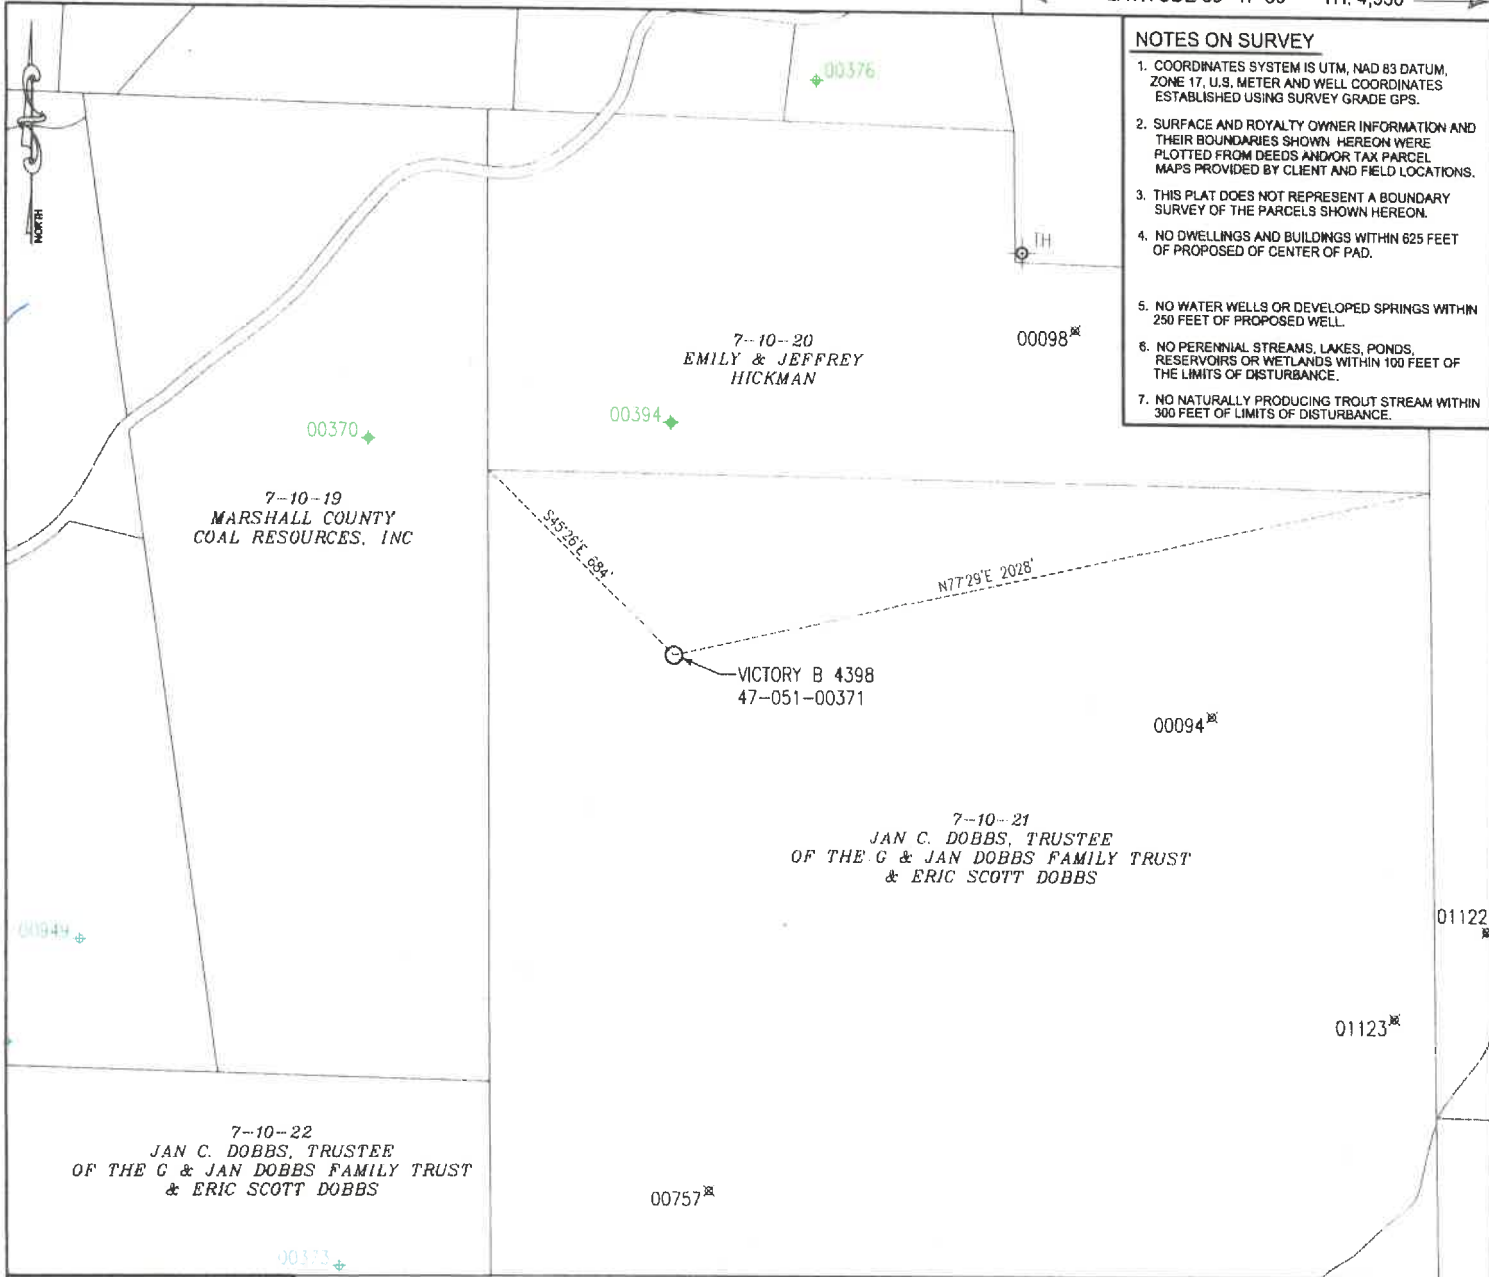 NOTES ON SURVEY
1. COORDINATES SYSTEM IS UTM, NAD 83 DATUM,
ZONE 17, U.S. METER AND WELL COORDINATES
ESTABLISHED USING SURVEY GRADE GPS.
2. SURFACE AND ROYALTY OWNER INFORMATION AND
THEIR BOUNDARIES SHOWN HEREON WERE
PLOTTED FROM DEEDS AND/OR TAX PARCEL
MAPS PROVIDED BY CLIENT AND FIELD LOCATIONS.
3. THIS PLAT DOES NOT REPRESENT A BOUNDARY
SURVEY OF THE PARCELS SHOWN HEREON.
4. NO DWELLINGS AND BUILDINGS WITHIN 625 FEET
OF PROPOSED OF CENTER OF PAD.
5. NO WATER WELLS OR DEVELOPED SPRINGS WITHIN
250 FEET OF PROPOSED WELL.
6. NO PERENNIAL STREAMS, LAKES, PONDS,
RESERVOIRS OR WETLANDS WITHIN 100 FEET OF
THE LIMITS OF DISTURBANCE.
7. NO NATURALLY PRODUCING TROUT STREAM WITHIN
300 FEET OF LIMITS OF DISTURBANCE.
NORTH
00376
TH
00098
7-10-20
EMILY & JEFFREY
HICKMAN
00394
00370
7-10-19
MARSHALL COUNTY
COAL RESOURCES, INC
S45°26'E 684'
N77°29'E 2028'
VICTORY B 4398
47-051-00371
00094
7-10-21
JAN C. DOBBS, TRUSTEE
OF THE G & JAN DOBBS FAMILY TRUST
& ERIC SCOTT DOBBS
00949
01122
01123
7-10-22
JAN C. DOBBS, TRUSTEE
OF THE G & JAN DOBBS FAMILY TRUST
& ERIC SCOTT DOBBS
00757
00373